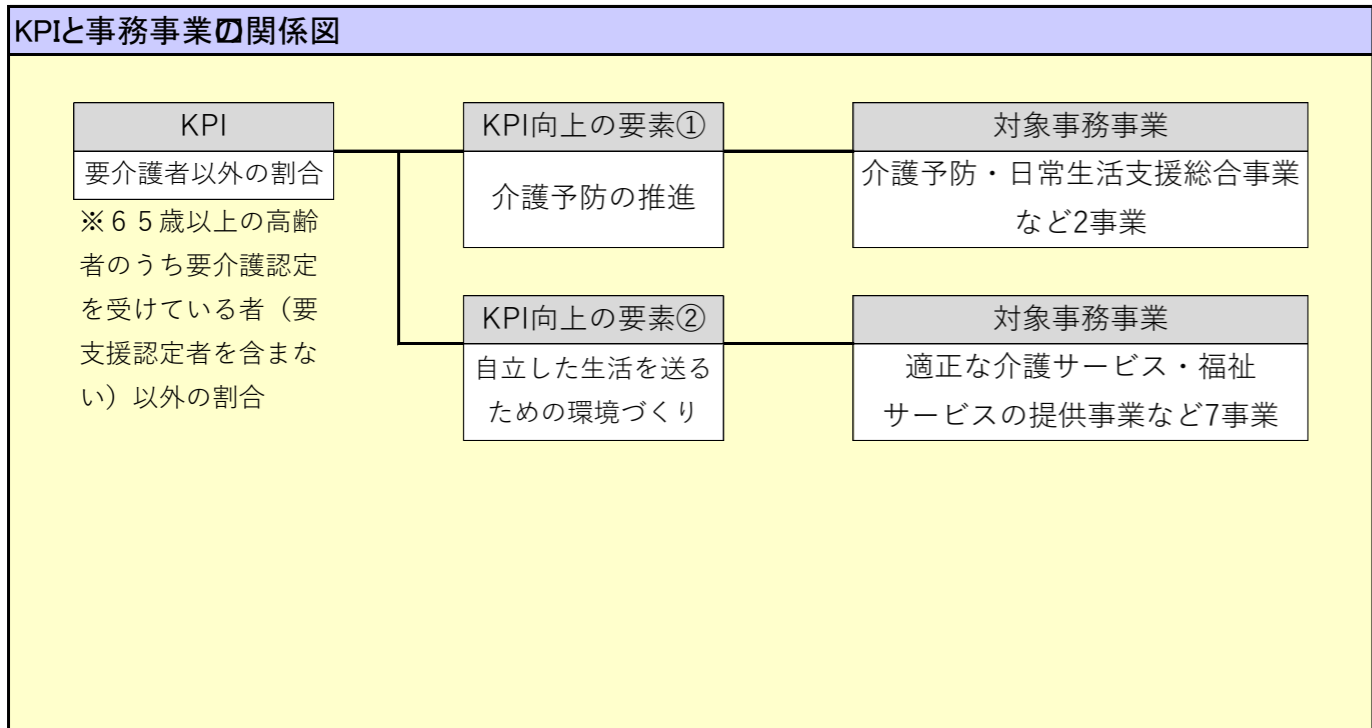 KPIと事務事業の関係図
KPI
要介護者以外の割合
※65歳以上の高齢
者のうち要介護認定
を受けている者（要
支援認定者を含まな
い）以外の割合
KPI向上の要素①
介護予防の推進
対象事務事業
介護予防・日常生活支援総合事業
など2事業
KPI向上の要素②
自立した生活を送る
ための環境づくり
対象事務事業
適正な介護サービス・福祉
サービスの提供事業など7事業